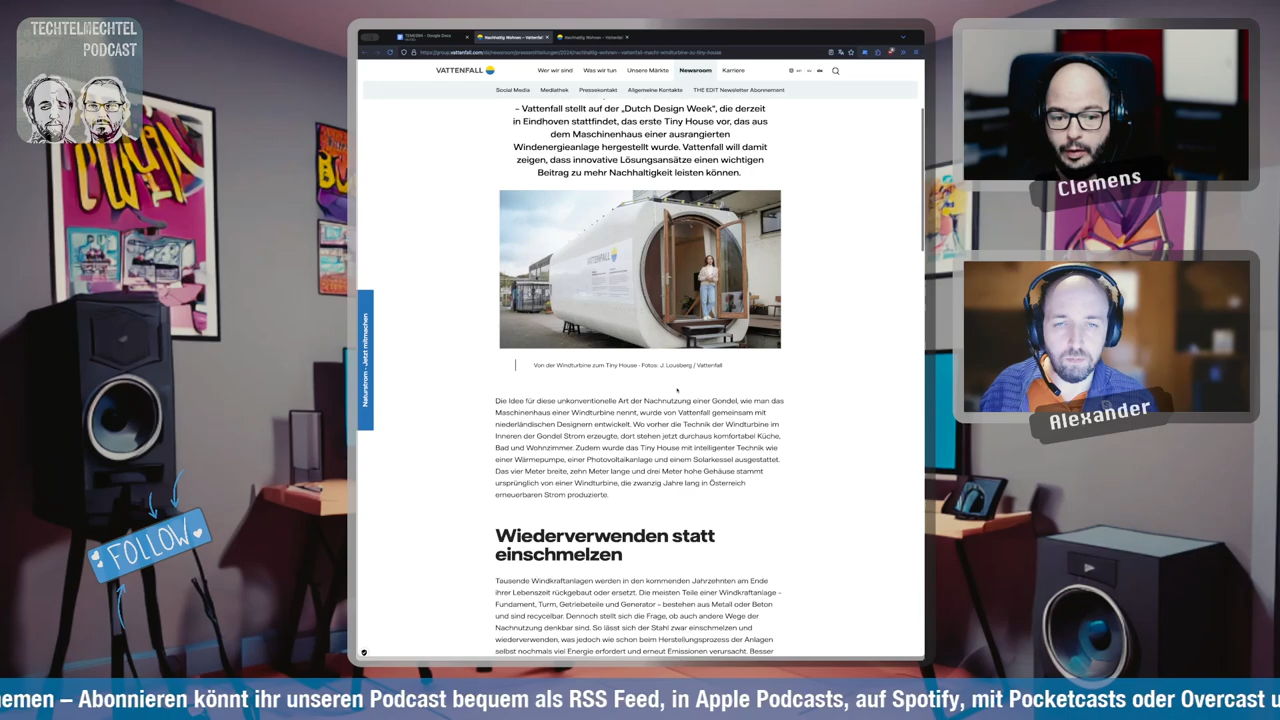 TECHTELMECHTEL
PODCAST
TEMEWA - Google Docs
Nachhaltig Wohnen – Vattenfall
Nachhaltig Wohnen – Vattenfall
VATTENFALL
Wer wir sind
Was wir tun
Unsere Märkte
Newsroom
Karriere
Social Media
Mediathek
Pressekontakt
Allgemeine Kontakte
THE EDIT Newsletter Abonnement
– Vattenfall stellt auf der „Dutch Design Week“, die derzeit
in Eindhoven stattfindet, das erste Tiny House vor, das aus
dem Maschinenhaus einer ausrangierten
Windenergieanlage hergestellt wurde. Vattenfall will damit
zeigen, dass innovative Lösungsansätze einen wichtigen
Beitrag zu mehr Nachhaltigkeit leisten können.
VATTENFALL
Von der Windturbine zum Tiny House - Fotos: J. Lousberg / Vattenfall
Naturstrom - Jetzt mitmachen
Die Idee für diese unkonventionelle Art der Nachnutzung einer Gondel, wie man das
Maschinenhaus einer Windturbine nennt, wurde von Vattenfall gemeinsam mit
niederländischen Designern entwickelt. Wo vorher die Technik der Windturbine im
Inneren der Gondel Strom erzeugte, dort stehen jetzt durchaus komfortabel Küche,
Bad und Wohnzimmer. Zudem wurde das Tiny House mit intelligenter Technik wie
einer Wärmepumpe, einer Photovoltaikanlage und einem Solarkessel ausgestattet.
Das vier Meter breite, zehn Meter lange und drei Meter hohe Gehäuse stammt
ursprünglich von einer Windturbine, die zwanzig Jahre lang in Österreich
erneuerbaren Strom produzierte.
Wiederverwenden statt
einschmelzen
Tausende Windkraftanlagen werden in den kommenden Jahrzehnten am Ende
ihrer Lebenszeit rückgebaut oder ersetzt. Die meisten Teile einer Windkraftanlage –
Fundament, Turm, Getriebeteile und Generator – bestehen aus Metall oder Beton
und sind recycelbar. Dennoch stellt sich die Frage, ob auch andere Wege der
Nachnutzung denkbar sind. So lässt sich der Stahl zwar einschmelzen und
wiederverwenden, was jedoch wie schon beim Herstellungsprozess der Anlagen
selbst nochmals viel Energie erfordert und erneut Emissionen verursacht. Besser
Clemens
Alexander
FOLLOW
nemen – Abonnieren könnt ihr unseren Podcast bequem als RSS Feed, in Apple Podcasts, auf Spotify, mit Pocketcasts oder Overcast u